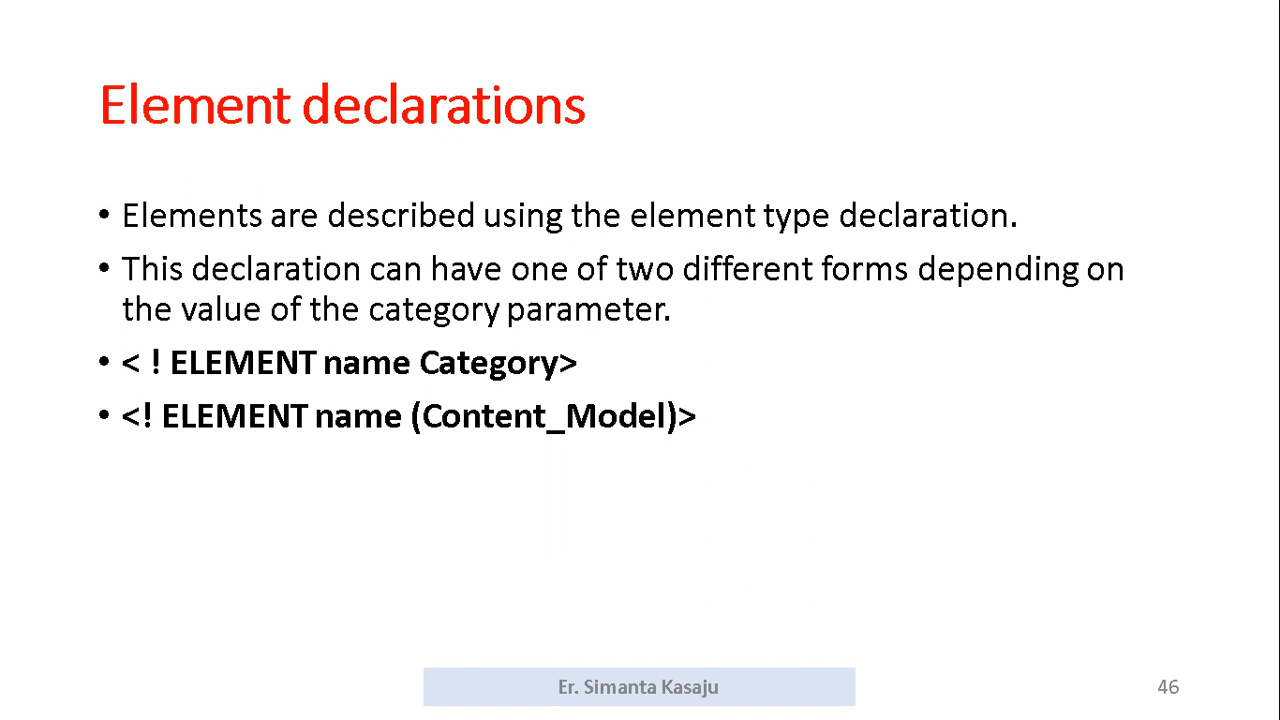 Element declarations
• Elements are described using the element type declaration.
• This declaration can have one of two different forms depending on
the value of the category parameter.
• < ! ELEMENT name Category>
• <! ELEMENT name (Content_Model)>
Er. Simanta Kasaju
46